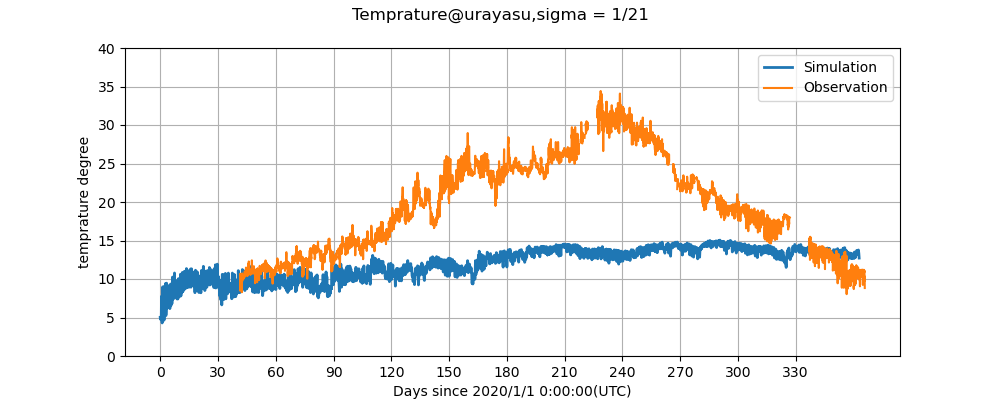 Temprature@urayasu,sigma = 1/21
Simulation
Observation
temprature degree
40
35
30
25
20
15
10
5
0
0 30 60 90 120 150 180 210 240 270 300 330
Days since 2020/1/1 0:00:00(UTC)